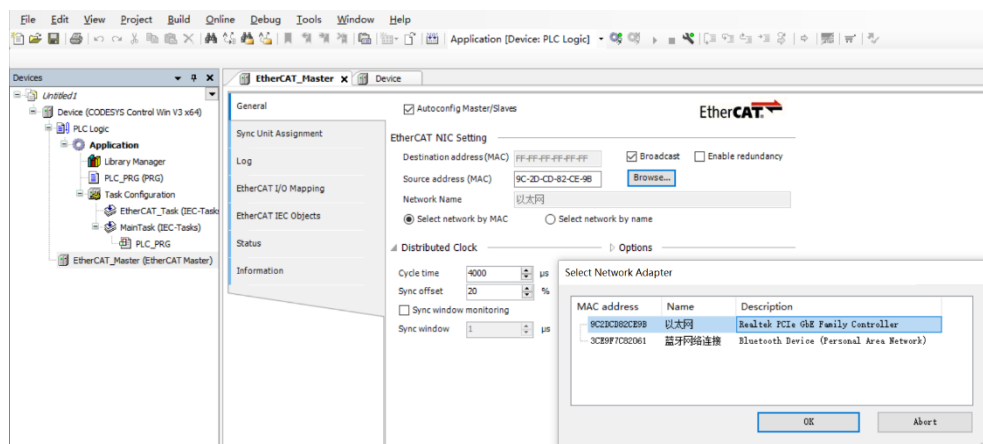 File Edit View Project Build Online Debug Tools Window Help
Application [Device: PLC Logic]
Devices
EtherCAT_Master
Device
Untitled1
Device (CODESYS Control Win V3 x64)
PLC Logic
Application
Library Manager
PLC_PRG (PRG)
Task Configuration
EtherCAT_Task (IEC-Task
MainTask (IEC-Tasks)
PLC_PRG
EtherCAT_Master (EtherCAT Master)
General
Sync Unit Assignment
Log
EtherCAT I/O Mapping
EtherCAT IEC Objects
Status
Information
Autoconfig Master/Slaves
EtherCAT
EtherCAT NIC Setting
Destination address (MAC) FF-FF-FF-FF-FF-FF Broadcast Enable redundancy
Source address (MAC) 9C-2D-CD-82-CE-9B Browse...
Network Name 以太网
Select network by MAC Select network by name
Distributed Clock Options
Cycle time 4000 µs
Sync offset 20 %
Sync window monitoring
Sync window 1 µs
Select Network Adapter
MAC address Name Description
9C2DCD82CE9B 以太网 Realtek PCIe GbE Family Controller
3CE9F7C82061 蓝牙网络连接 Bluetooth Device (Personal Area Network)
OK Abort